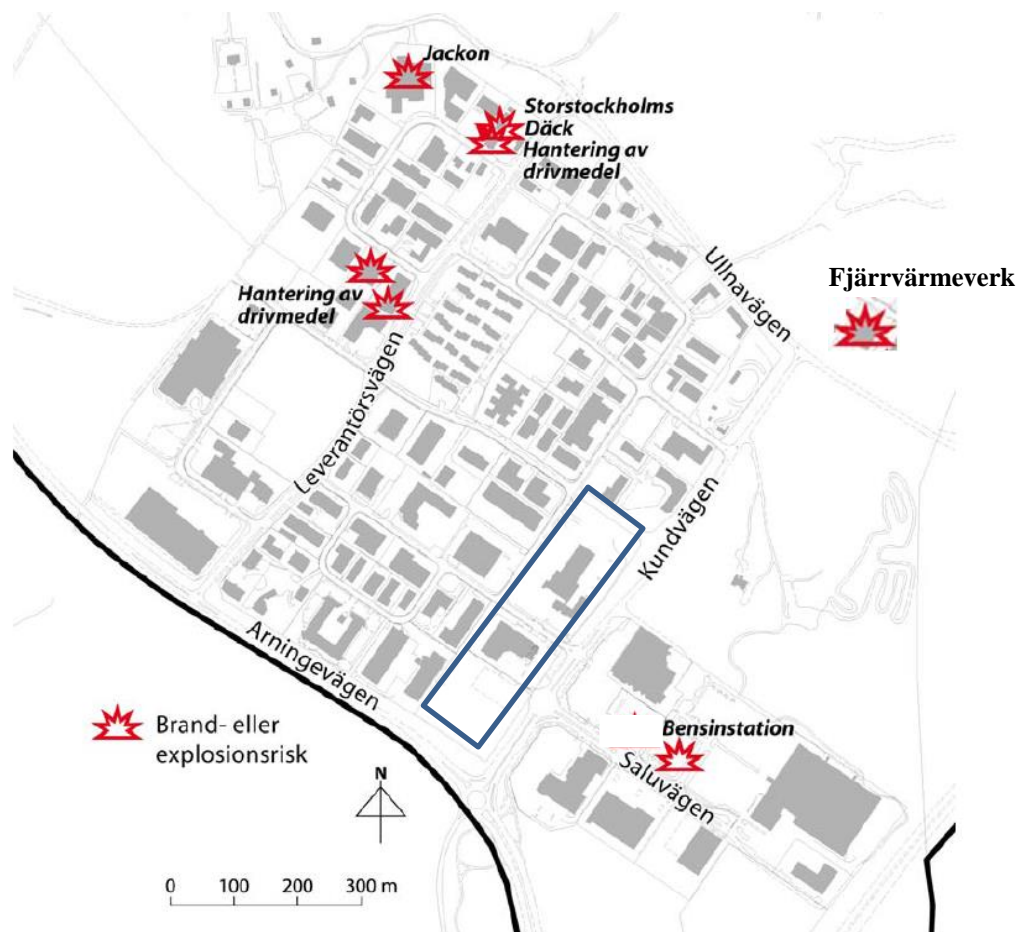 Jackon
Storstockholms
Däck
Hantering av
drivmedel
Ullnavägen
Fjärrvärmeverk
Hantering av
drivmedel
Leverantörsvägen
Kundvägen
Arningevägen
Bensinstation
Saluvägen
Brand- eller
explosionsrisk
N
0 100 200 300 m